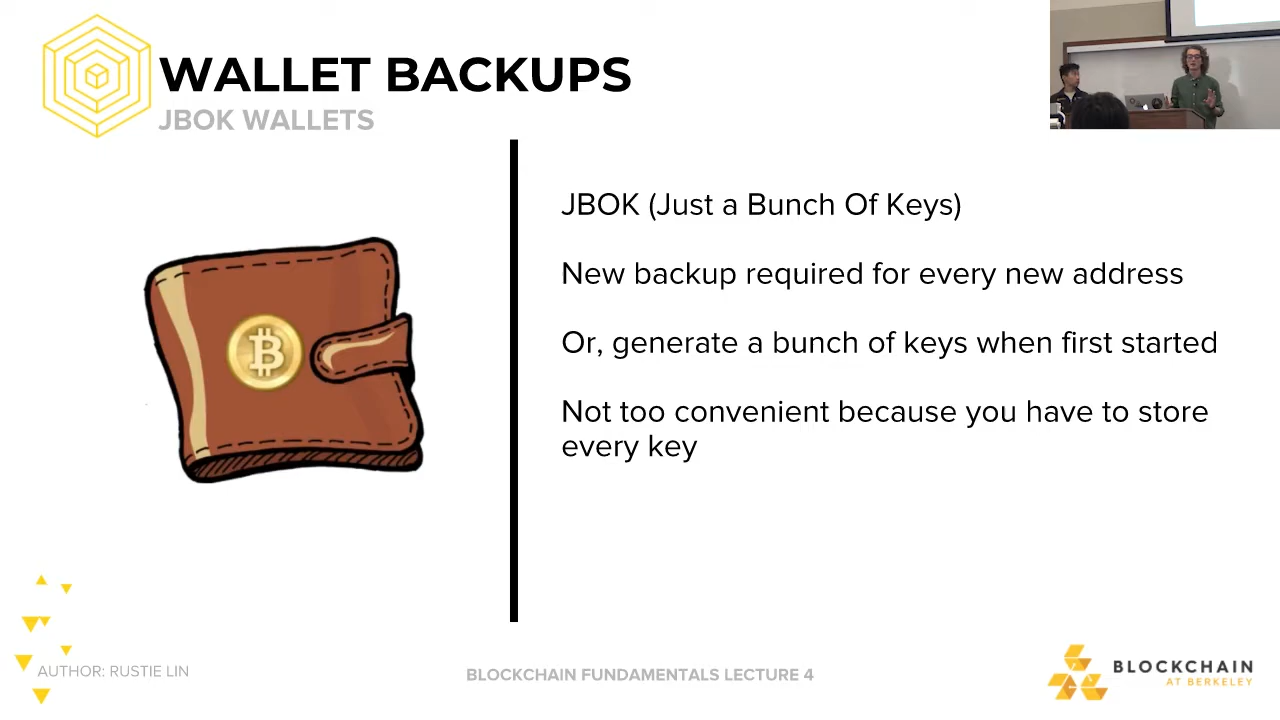 WALLET BACKUPS
JBOK WALLETS
JBOK (Just a Bunch Of Keys)
New backup required for every new address
Or, generate a bunch of keys when first started
Not too convenient because you have to store
every key
AUTHOR: RUSTIE LIN
BLOCKCHAIN FUNDAMENTALS LECTURE 4
BLOCKCHAIN
AT BERKELEY